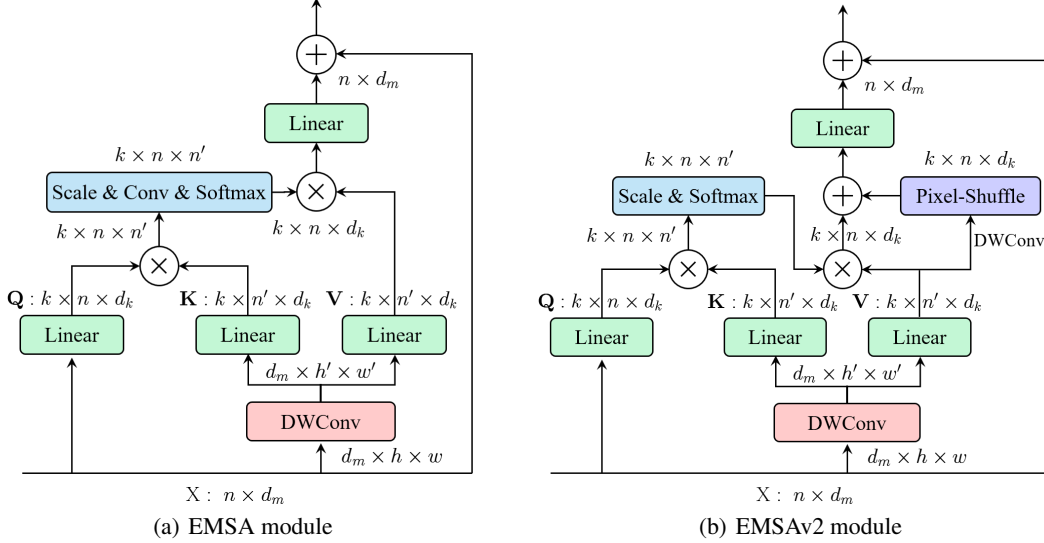 n × d_m
Linear
k × n × n′
Scale & Conv & Softmax
k × n × n′
k × n × d_k
Q : k × n × d_k
K : k × n′ × d_k
V : k × n′ × d_k
Linear
Linear
Linear
d_m × h′ × w′
DWConv
d_m × h × w
X : n × d_m
(a) EMSA module
n × d_m
Linear
k × n × n′
k × n × d_k
Scale & Softmax
Pixel-Shuffle
k × n × n′
k × n × d_k
DWConv
Q : k × n × d_k
K : k × n′ × d_k
V : k × n′ × d_k
Linear
Linear
Linear
d_m × h′ × w′
DWConv
d_m × h × w
X : n × d_m
(b) EMSAv2 module